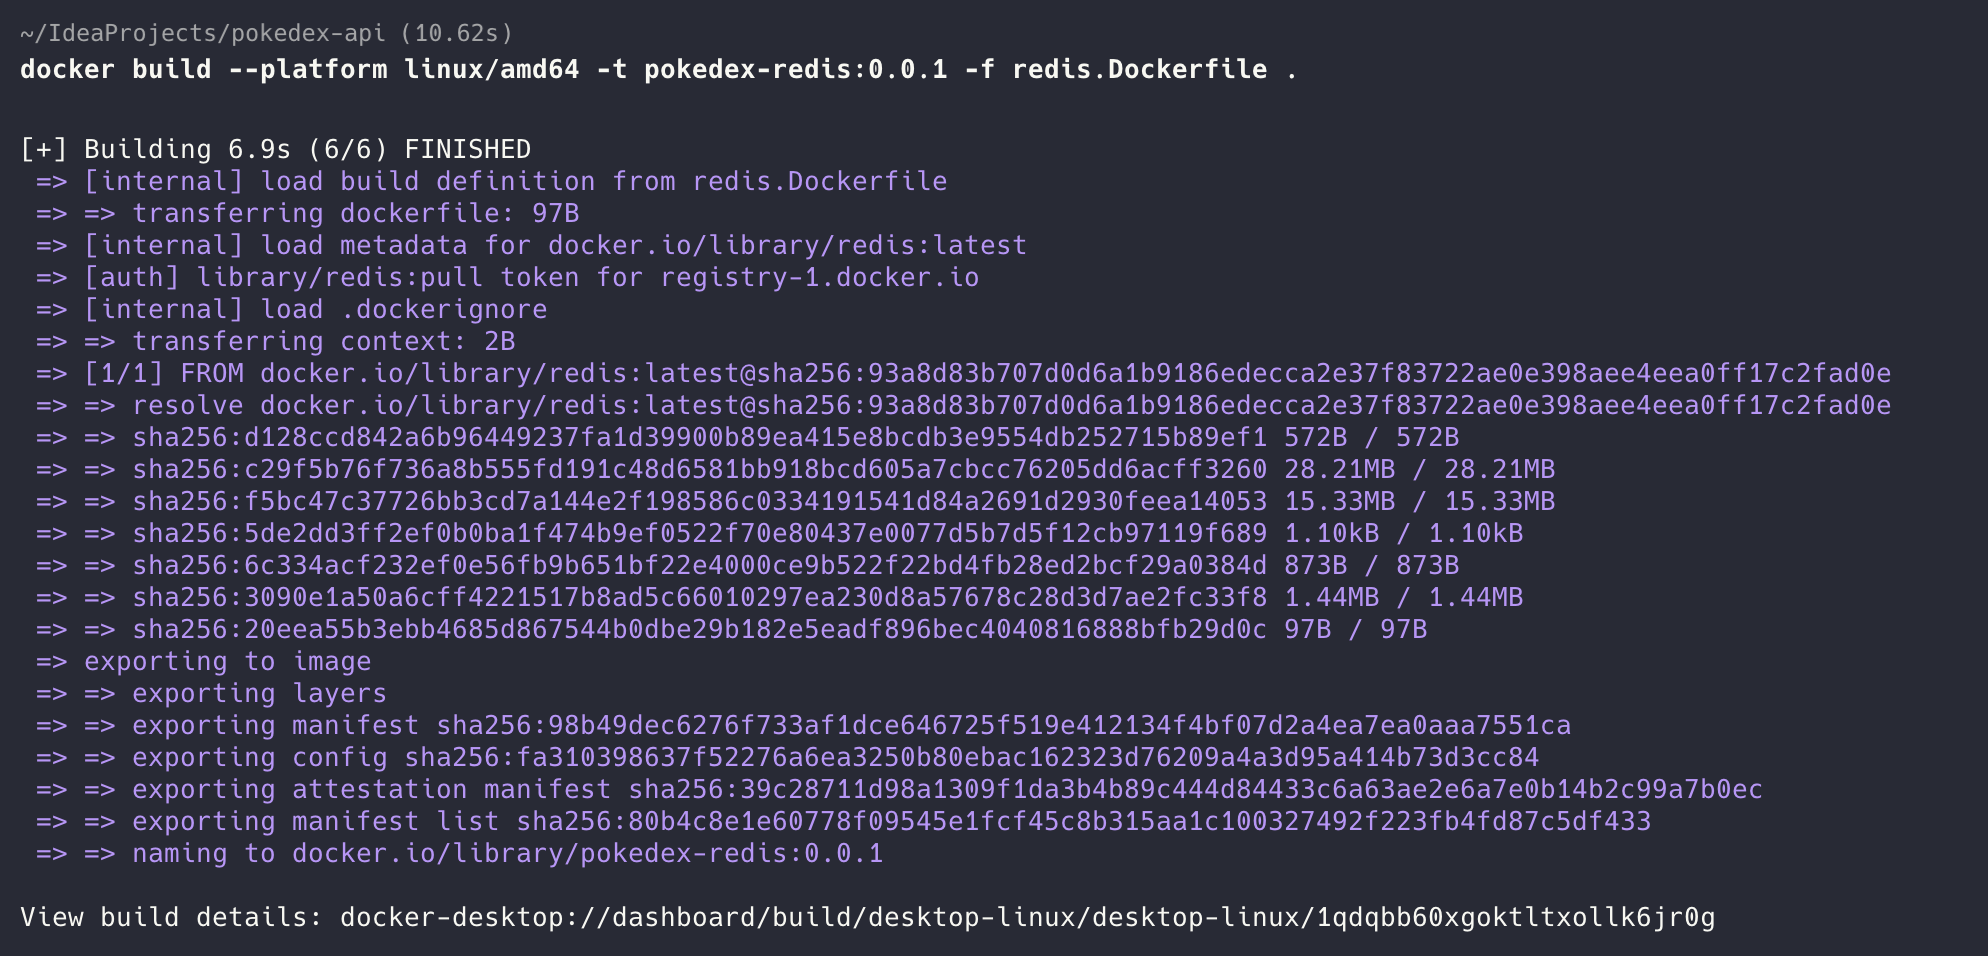 ~/IdeaProjects/pokedex-api (10.62s)
docker build --platform linux/amd64 -t pokedex-redis:0.0.1 -f redis.Dockerfile .
[+] Building 6.9s (6/6) FINISHED
=> [internal] load build definition from redis.Dockerfile
=> => transferring dockerfile: 97B
=> [internal] load metadata for docker.io/library/redis:latest
=> [auth] library/redis:pull token for registry-1.docker.io
=> [internal] load .dockerignore
=> => transferring context: 2B
=> [1/1] FROM docker.io/library/redis:latest@sha256:93a8d83b707d0d6a1b9186edecca2e37f83722ae0e398aee4eea0ff17c2fad0e
=> => resolve docker.io/library/redis:latest@sha256:93a8d83b707d0d6a1b9186edecca2e37f83722ae0e398aee4eea0ff17c2fad0e
=> => sha256:d128ccd842a6b96449237fa1d39900b89ea415e8bcdb3e9554db252715b89ef1 572B / 572B
=> => sha256:c29f5b76f736a8b555fd191c48d6581bb918bcd605a7cbcc76205dd6acff3260 28.21MB / 28.21MB
=> => sha256:f5bc47c37726bb3cd7a144e2f198586c0334191541d84a2691d2930feea14053 15.33MB / 15.33MB
=> => sha256:5de2dd3ff2ef0b0ba1f474b9ef0522f70e80437e0077d5b7d5f12cb97119f689 1.10kB / 1.10kB
=> => sha256:6c334acf232ef0e56fb9b651bf22e4000ce9b522f22bd4fb28ed2bcf29a0384d 873B / 873B
=> => sha256:3090e1a50a6cff4221517b8ad5c66010297ea230d8a57678c28d3d7ae2fc33f8 1.44MB / 1.44MB
=> => sha256:20eea55b3ebb4685d867544b0dbe29b182e5eadf896bec4040816888bfb29d0c 97B / 97B
=> exporting to image
=> => exporting layers
=> => exporting manifest sha256:98b49dec6276f733af1dce646725f519e412134f4bf07d2a4ea7ea0aaa7551ca
=> => exporting config sha256:fa310398637f52276a6ea3250b80ebac162323d76209a4a3d95a414b73d3cc84
=> => exporting attestation manifest sha256:39c28711d98a1309f1da3b4b89c444d84433c6a63ae2e6a7e0b14b2c99a7b0ec
=> => exporting manifest list sha256:80b4c8e1e60778f09545e1fcf45c8b315aa1c100327492f223fb4fd87c5df433
=> => naming to docker.io/library/pokedex-redis:0.0.1
View build details: docker-desktop://dashboard/build/desktop-linux/desktop-linux/1qdqbb60xgoktltxollk6jr0g